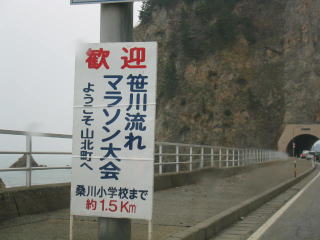 歓迎
笹川流れ
マラソン大会
ようこそ山北町へ
桑川小学校まで
約1.5Km